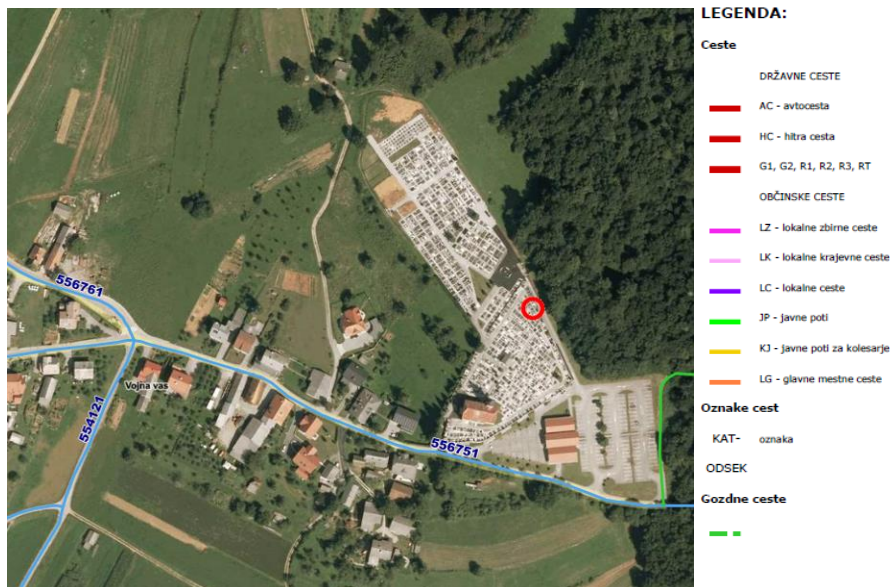 LEGENDA:
Ceste
DRŽAVNE CESTE
AC - avtocesta
HC - hitra cesta
G1, G2, R1, R2, R3, RT
OBČINSKE CESTE
LZ - lokalne zbirne ceste
LK - lokalne krajevne ceste
LC - lokalne ceste
JP - javne poti
KJ - javne poti za kolesarje
LG - glavne mestne ceste
Oznake cest
KAT-
oznaka
ODSEK
Gozdne ceste
556761
Vojna vas
554121
556751